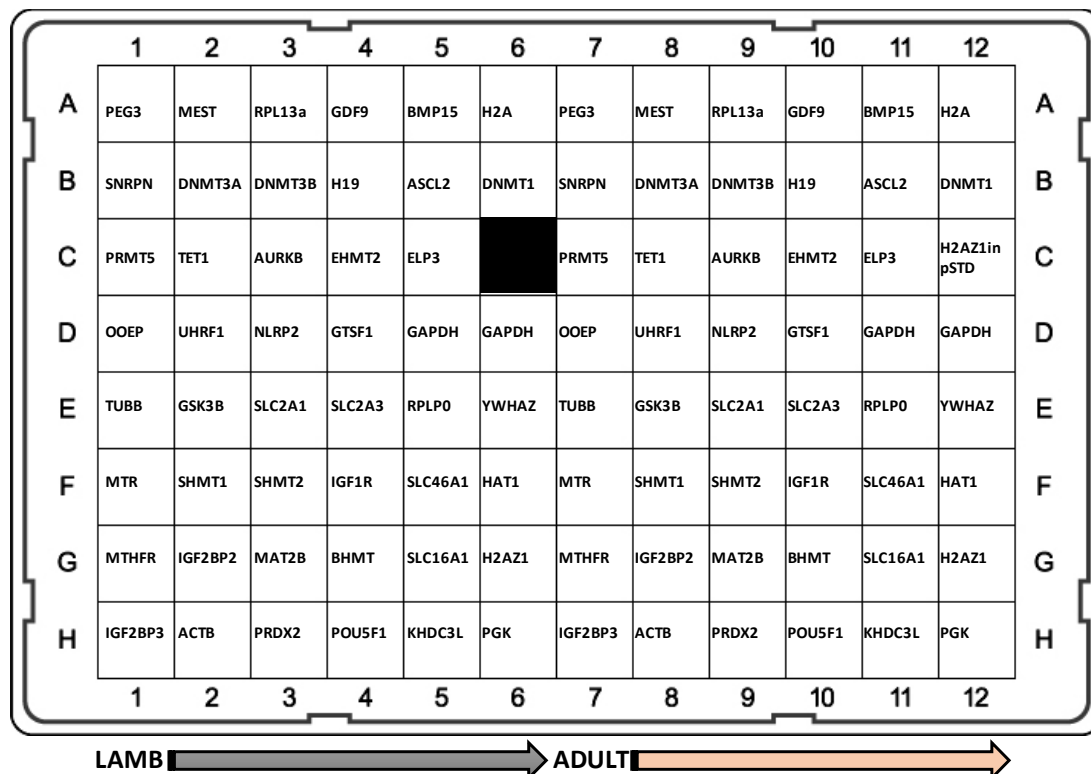 1 2 3 4 5 6 7 8 9 10 11 12
A PEG3 MEST RPL13a GDF9 BMP15 H2A PEG3 MEST RPL13a GDF9 BMP15 H2A A
B SNRPN DNMT3A DNMT3B H19 ASCL2 DNMT1 SNRPN DNMT3A DNMT3B H19 ASCL2 DNMT1 B
C PRMT5 TET1 AURKB EHMT2 ELP3 PRMT5 TET1 AURKB EHMT2 ELP3 H2AZ1in C
pSTD
D OOEP UHRF1 NLRP2 GTSF1 GAPDH GAPDH OOEP UHRF1 NLRP2 GTSF1 GAPDH GAPDH D
E TUBB GSK3B SLC2A1 SLC2A3 RPLP0 YWHAZ TUBB GSK3B SLC2A1 SLC2A3 RPLP0 YWHAZ E
F MTR SHMT1 SHMT2 IGF1R SLC46A1 HAT1 MTR SHMT1 SHMT2 IGF1R SLC46A1 HAT1 F
G MTHFR IGF2BP2 MAT2B BHMT SLC16A1 H2AZ1 MTHFR IGF2BP2 MAT2B BHMT SLC16A1 H2AZ1 G
H IGF2BP3 ACTB PRDX2 POU5F1 KHDC3L PGK IGF2BP3 ACTB PRDX2 POU5F1 KHDC3L PGK H
1 2 3 4 5 6 7 8 9 10 11 12
LAMB ADULT